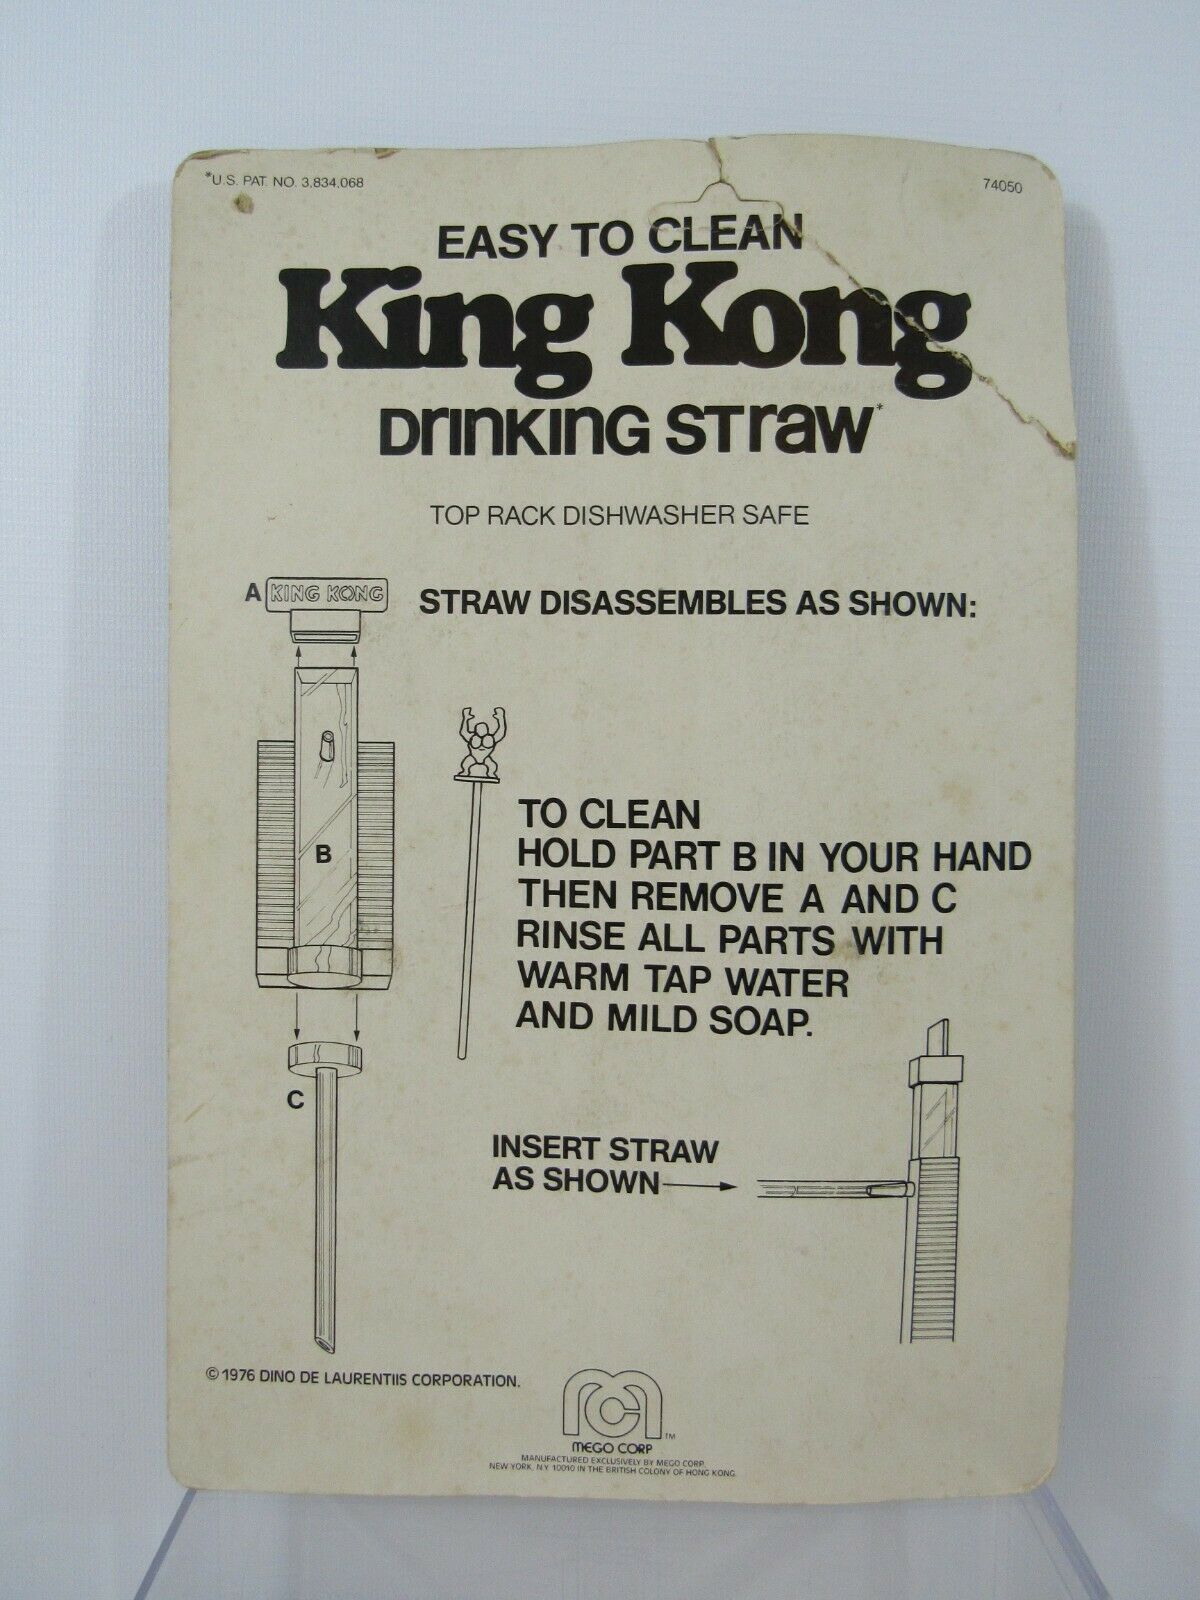 *U.S. PAT. NO. 3,834,068
74050
EASY TO CLEAN
King Kong
DrINKING STraw*
TOP RACK DISHWASHER SAFE
A KING KONG
STRAW DISASSEMBLES AS SHOWN:
B
TO CLEAN
HOLD PART B IN YOUR HAND
THEN REMOVE A AND C
RINSE ALL PARTS WITH
WARM TAP WATER
AND MILD SOAP.
C
INSERT STRAW
AS SHOWN
© 1976 DINO DE LAURENTIIS CORPORATION.
TM
MEGO CORP
MANUFACTURED EXCLUSIVELY BY MEGO CORP.
NEW YORK, N.Y. 10010 IN THE BRITISH COLONY OF HONG KONG.